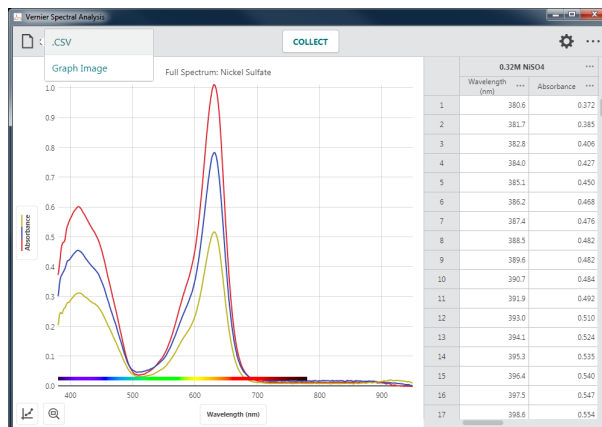 Vernier Spectral Analysis
.CSV
Graph Image
COLLECT
Full Spectrum: Nickel Sulfate
1.0
0.9
0.8
0.7
0.6
0.5
0.4
0.3
0.2
0.1
0.0
Absorbance
400
500
600
700
800
900
Wavelength (nm)
0.32M NiSO4
Wavelength (nm) Absorbance
1 380.6 0.372
2 381.7 0.385
3 382.8 0.406
4 384.0 0.427
5 385.1 0.450
6 386.2 0.468
7 387.4 0.476
8 388.5 0.482
9 389.6 0.482
10 390.7 0.484
11 391.9 0.492
12 393.0 0.510
13 394.1 0.524
14 395.3 0.535
15 396.4 0.540
16 397.5 0.547
17 398.6 0.554